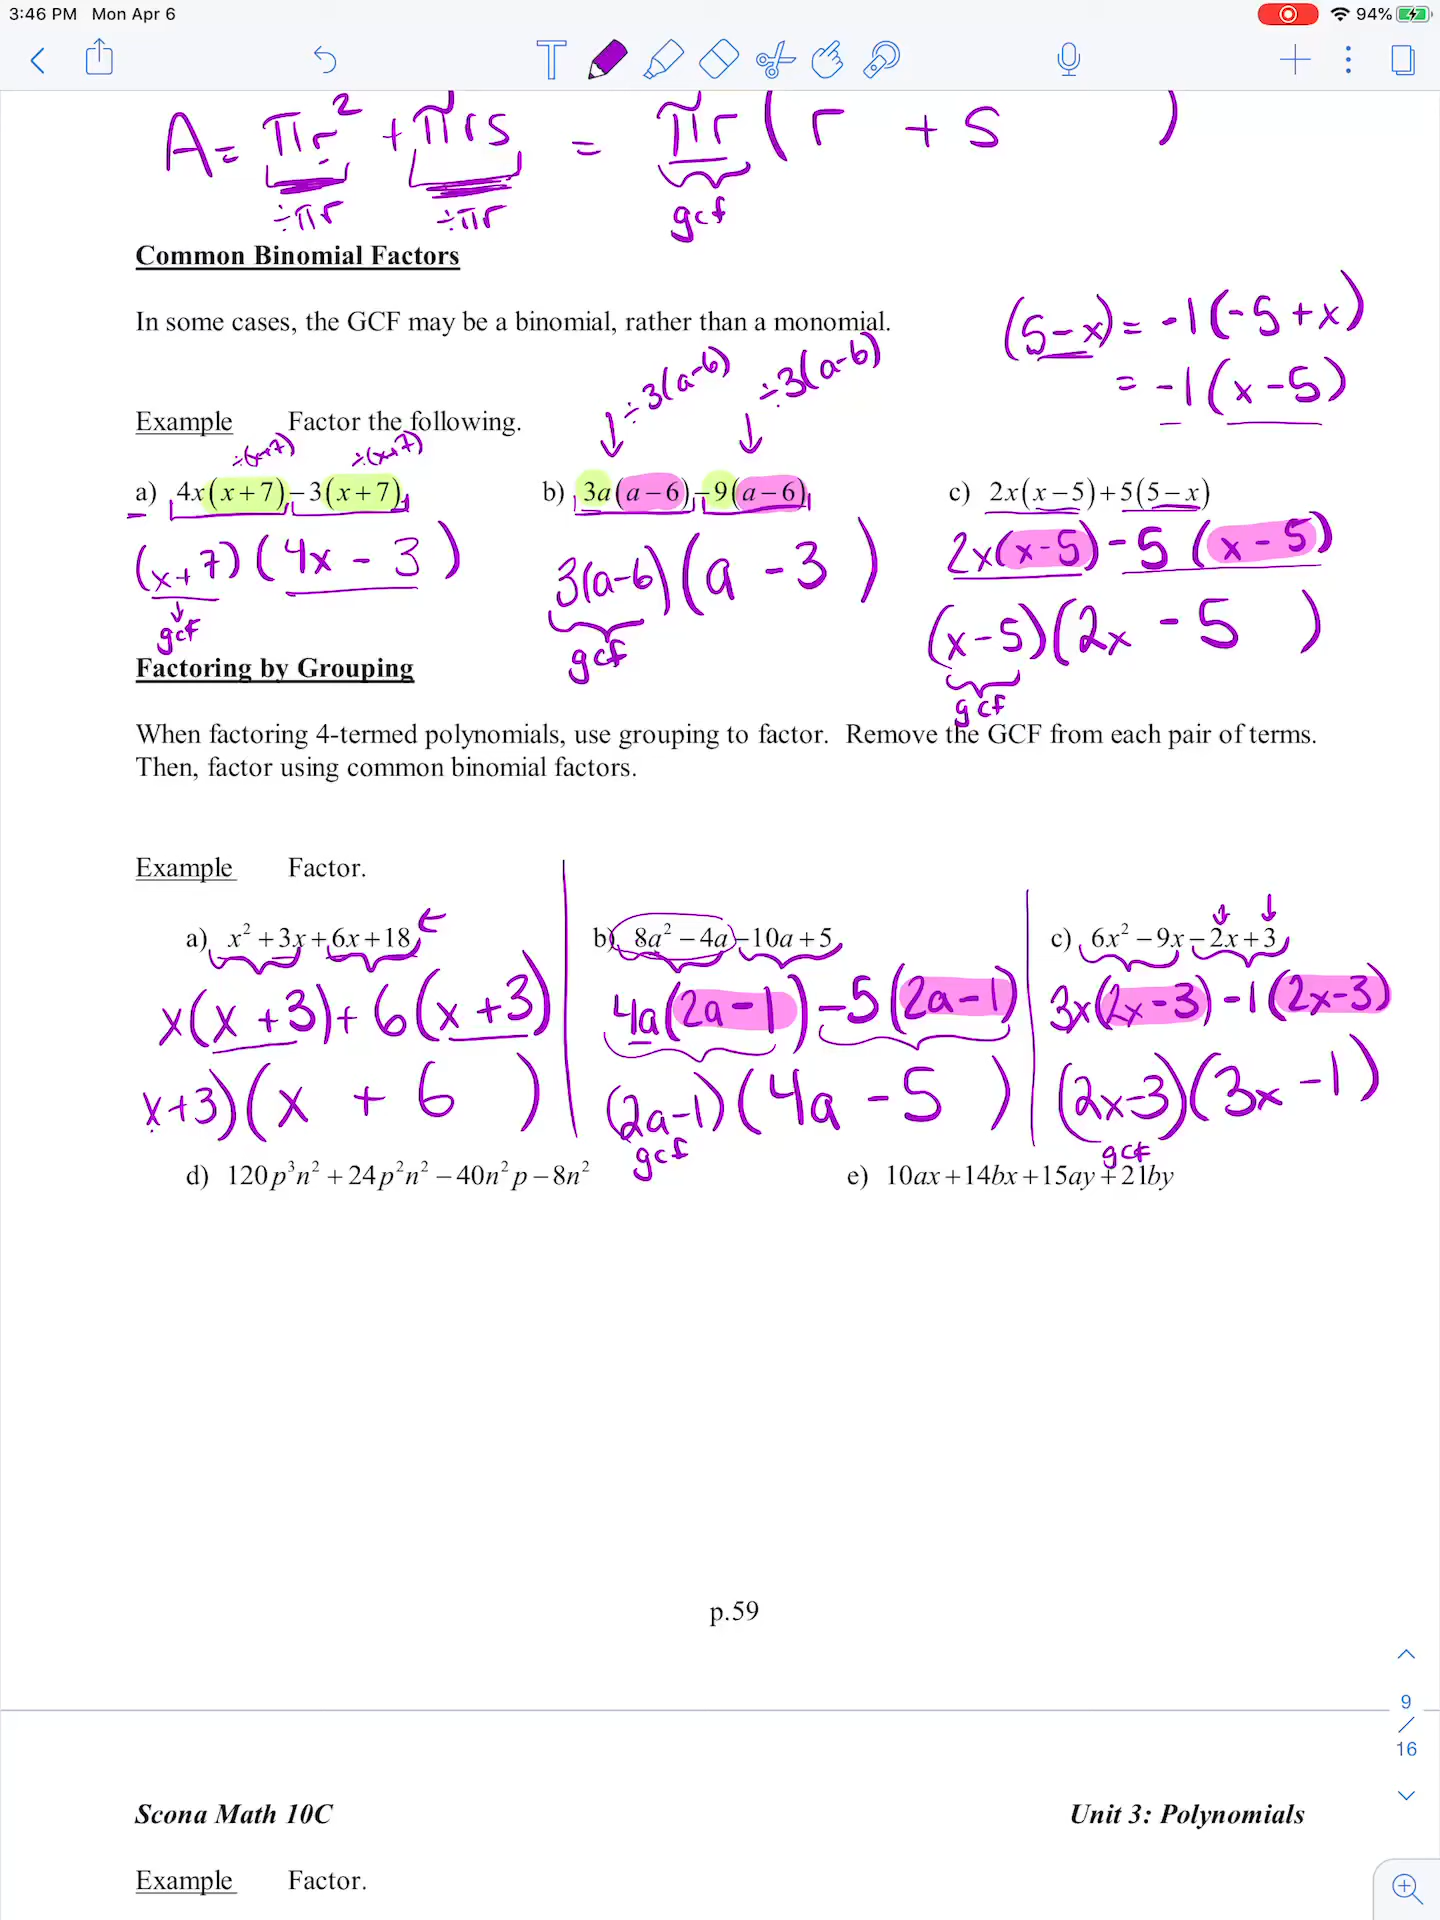 3:46 PM Mon Apr 6
94%
A = πr² + πrs = πr ( r + s )
÷πr ÷πr gcf
Common Binomial Factors
In some cases, the GCF may be a binomial, rather than a monomial.
(5-x) = -1(-5+x)
= -1(x-5)
÷3(a-6) ÷3(a-6)
Example Factor the following.
÷(x+7) ÷(x+7)
a) 4x(x+7)-3(x+7) b) 3a(a-6)-9(a-6) c) 2x(x-5)+5(5-x)
(x+7)(4x-3) 3(a-6)(a-3) 2x(x-5)-5(x-5)
gcf gcf (x-5)(2x-5)
gcf
Factoring by Grouping
When factoring 4-termed polynomials, use grouping to factor. Remove the GCF from each pair of terms.
Then, factor using common binomial factors.
Example Factor.
a) x²+3x+6x+18 b) 8a²-4a-10a+5 c) 6x²-9x-2x+3
x(x+3)+6(x+3) 4a(2a-1)-5(2a-1) 3x(2x-3)-1(2x-3)
x+3)(x+6) (2a-1)(4a-5) (2x-3)(3x-1)
gcf gcf
d) 120p³n²+24p²n²-40n²p-8n² e) 10ax+14bx+15ay+21by
p.59
9
/
16
Scona Math 10C Unit 3: Polynomials
Example Factor.